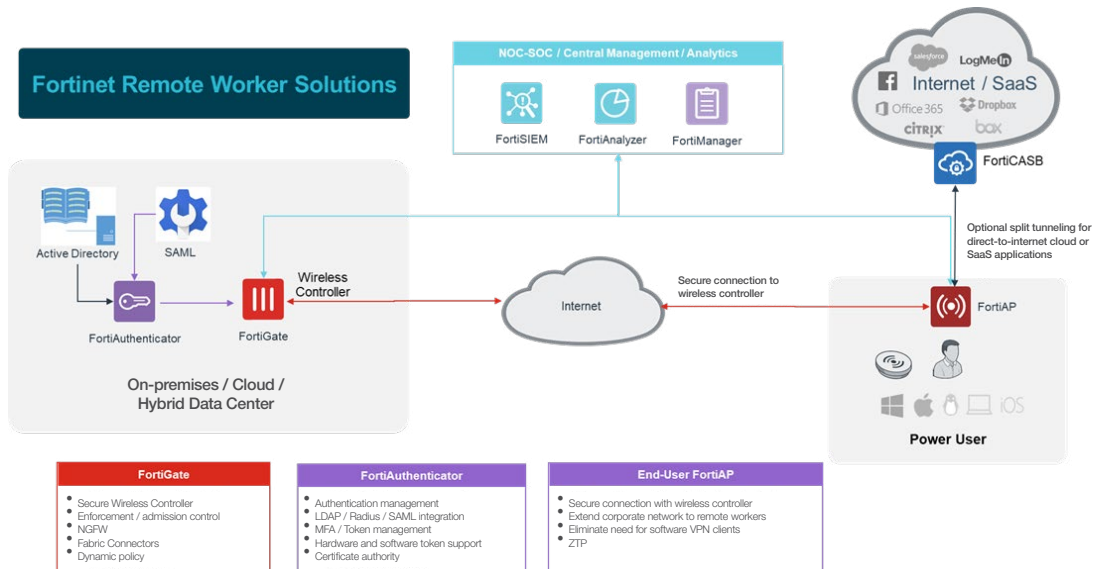 Fortinet Remote Worker Solutions
NOC-SOC / Central Management / Analytics
FortiSIEM
FortiAnalyzer
FortiManager
salesforce
LogMeIn
Internet / SaaS
Office 365
Dropbox
CITRIX
box
FortiCASB
Optional split tunneling for
direct-to-internet cloud or
SaaS applications
Active Directory
SAML
FortiAuthenticator
FortiGate
Wireless
Controller
On-premises / Cloud /
Hybrid Data Center
Internet
Secure connection to
wireless controller
FortiAP
iOS
Power User
FortiGate
Secure Wireless Controller
Enforcement / admission control
NGFW
Fabric Connectors
Dynamic policy
FortiAuthenticator
Authentication management
LDAP / Radius / SAML integration
MFA / Token management
Hardware and software token support
Certificate authority
End-User FortiAP
Secure connection with wireless controller
Extend corporate network to remote workers
Eliminate need for software VPN clients
ZTP